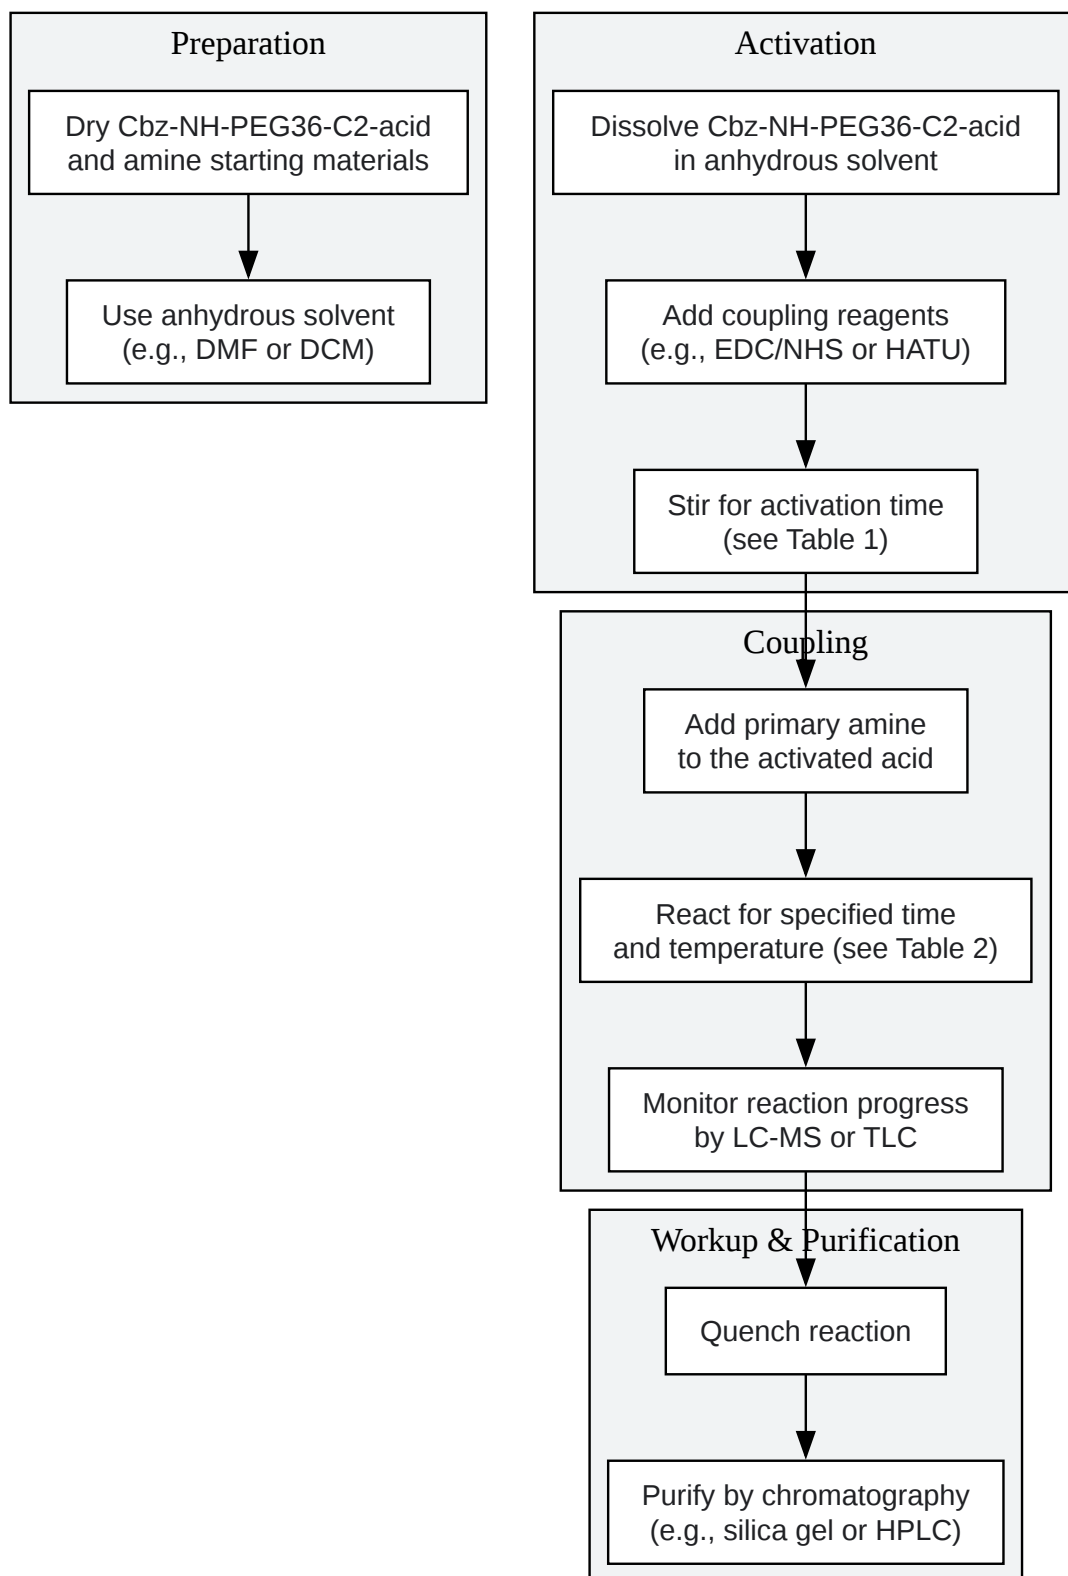 Preparation
Dry Cbz-NH-PEG36-C2-acid
and amine starting materials
Use anhydrous solvent
(e.g., DMF or DCM)
Activation
Dissolve Cbz-NH-PEG36-C2-acid
in anhydrous solvent
Add coupling reagents
(e.g., EDC/NHS or HATU)
Stir for activation time
(see Table 1)
Coupling
Add primary amine
to the activated acid
React for specified time
and temperature (see Table 2)
Monitor reaction progress
by LC-MS or TLC
Workup & Purification
Quench reaction
Purify by chromatography
(e.g., silica gel or HPLC)